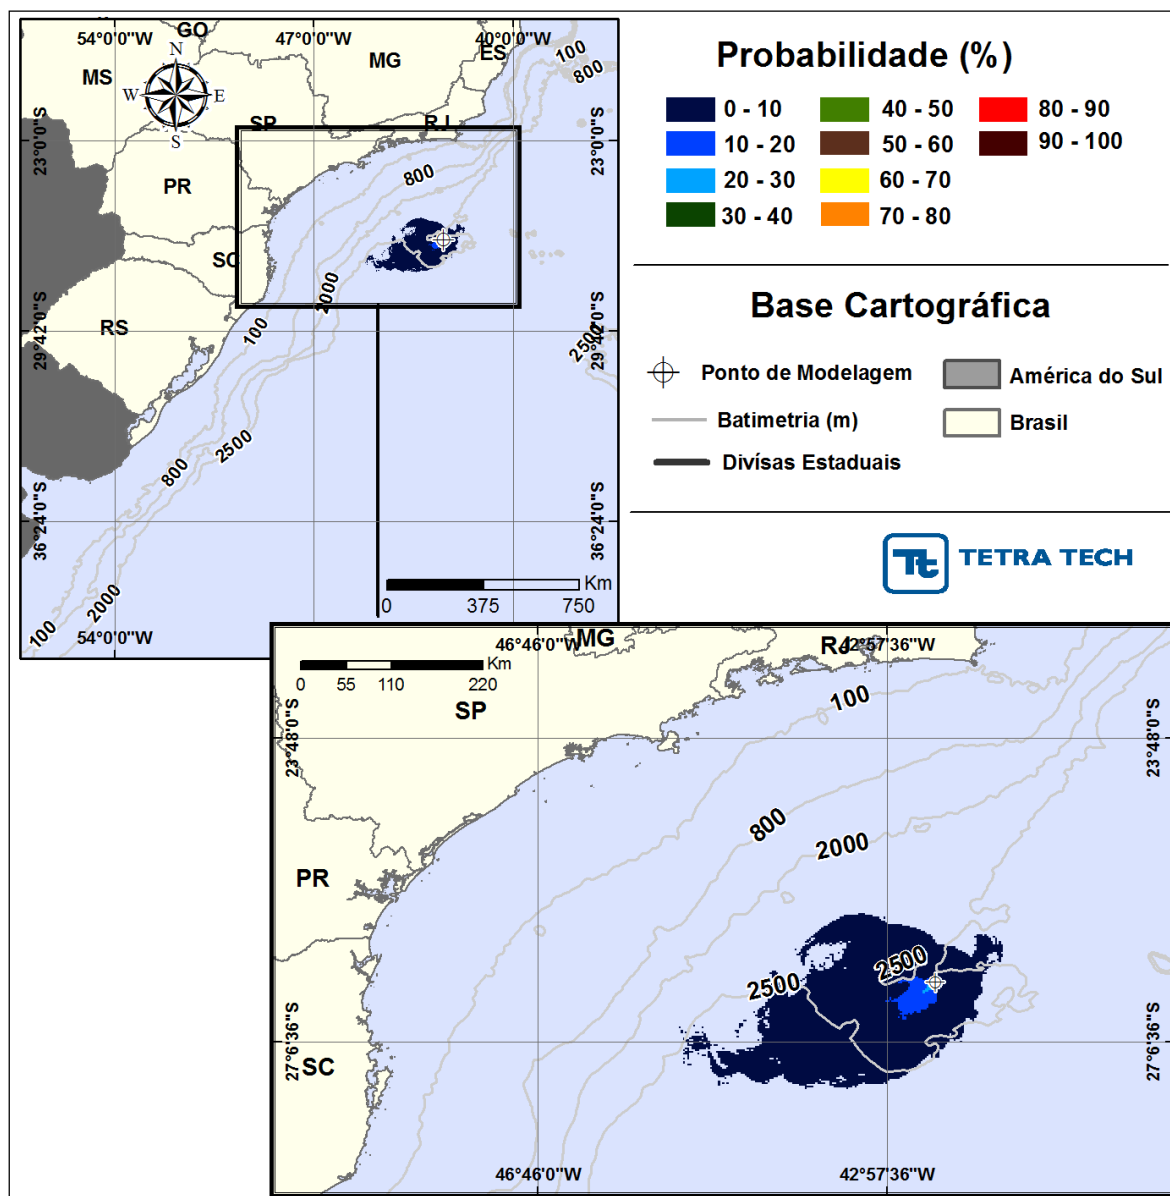 54°0'0"W
47°0'0"W
40°0'0"W
GO
MG
ES
MS
N
W
E
S
SP
RJ
PR
SC
RS
100
800
800
2000
100
2500
2500
800
2000
100
23°0'0"S
23°0'0"S
29°42'0"S
29°42'0"S
36°24'0"S
36°24'0"S
54°0'0"W
Km
0 375 750
Probabilidade (%)
0 - 10
10 - 20
20 - 30
30 - 40
40 - 50
50 - 60
60 - 70
70 - 80
80 - 90
90 - 100
Base Cartográfica
Ponto de Modelagem
Batimetria (m)
Divísas Estaduais
América do Sul
Brasil
Tt TETRA TECH
46°46'0"W
MG
RJ
42°57'36"W
Km
0 55 110 220
SP
100
23°48'0"S
23°48'0"S
800
2000
PR
2500
2500
27°6'36"S
27°6'36"S
SC
46°46'0"W
42°57'36"W